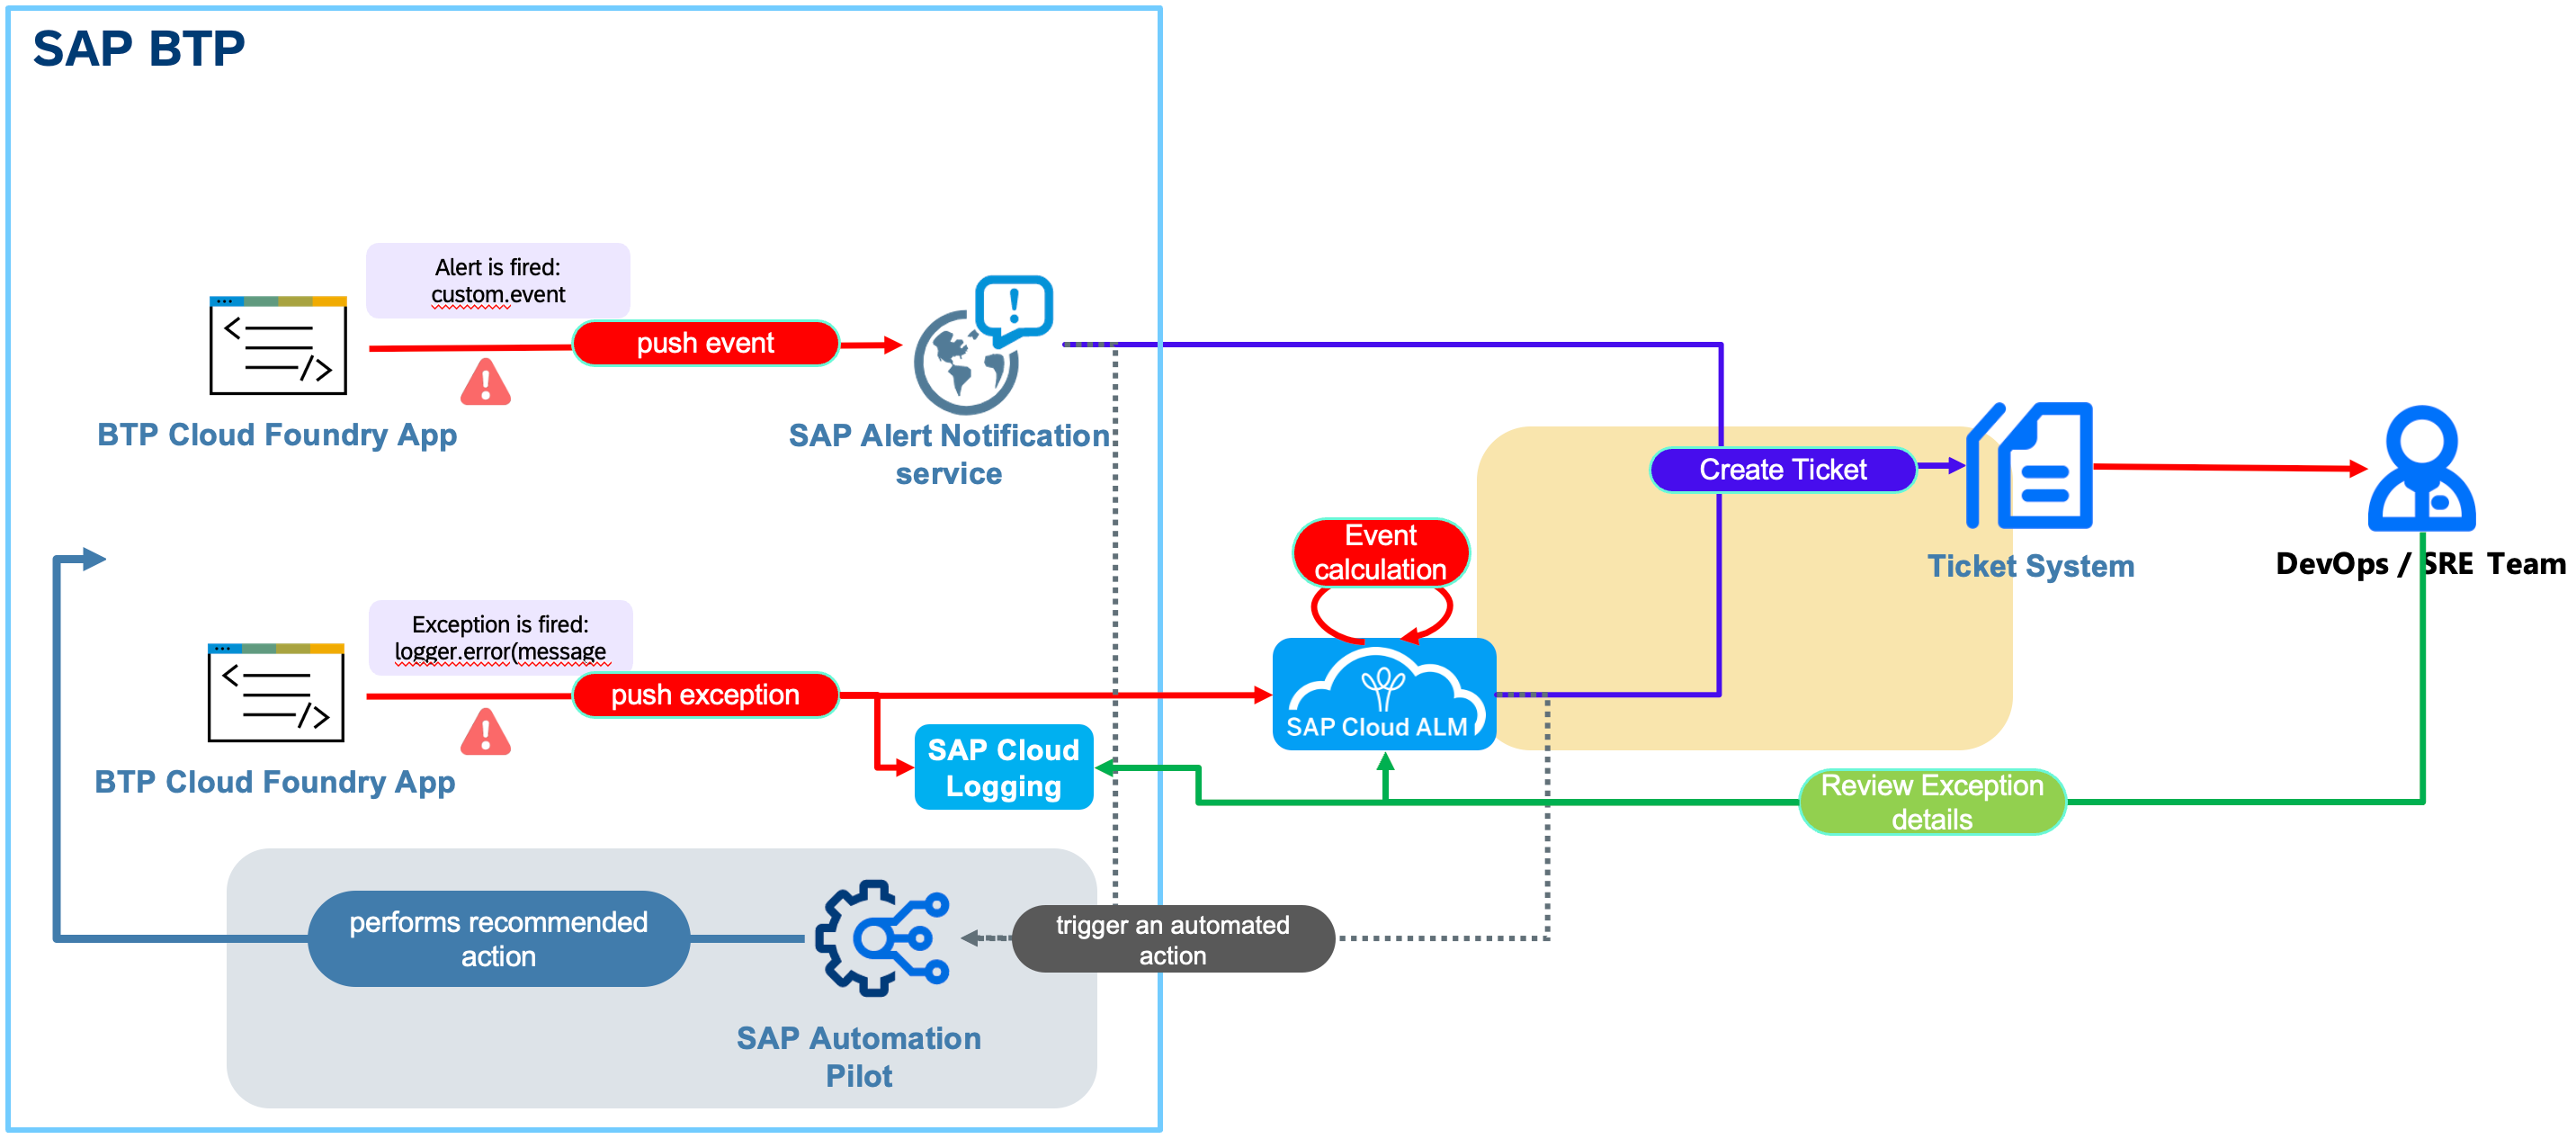 SAP BTP
Alert is fired:
custom.event
push event
BTP Cloud Foundry App
SAP Alert Notification
service
Create Ticket
Ticket System
DevOps / SRE Team
Event
calculation
Exception is fired:
logger.error(message
push exception
BTP Cloud Foundry App
SAP Cloud
Logging
SAP Cloud ALM
Review Exception
details
performs recommended
action
trigger an automated
action
SAP Automation
Pilot